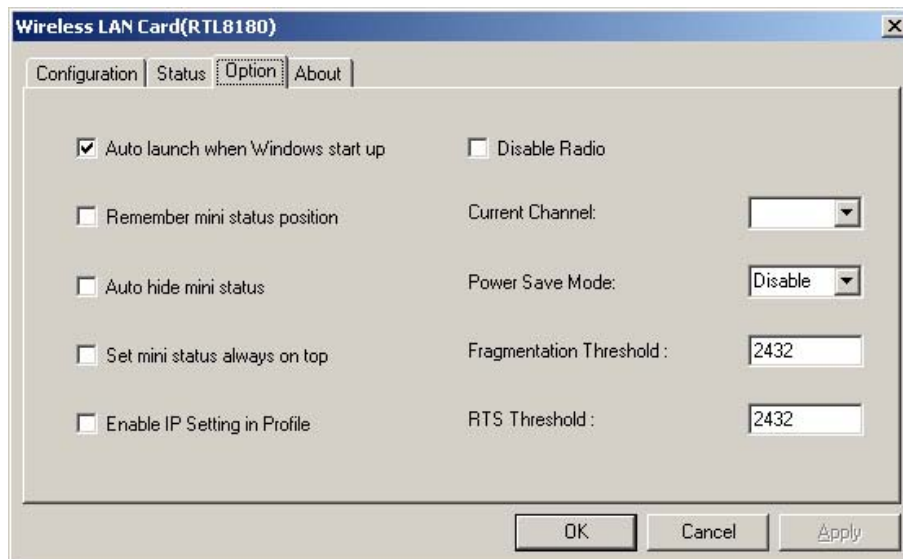 Wireless LAN Card(RTL8180)
Configuration Status Option About
Auto launch when Windows start up
Remember mini status position
Auto hide mini status
Set mini status always on top
Enable IP Setting in Profile
Disable Radio
Current Channel:
Power Save Mode: Disable
Fragmentation Threshold : 2432
RTS Threshold : 2432
OK Cancel Apply